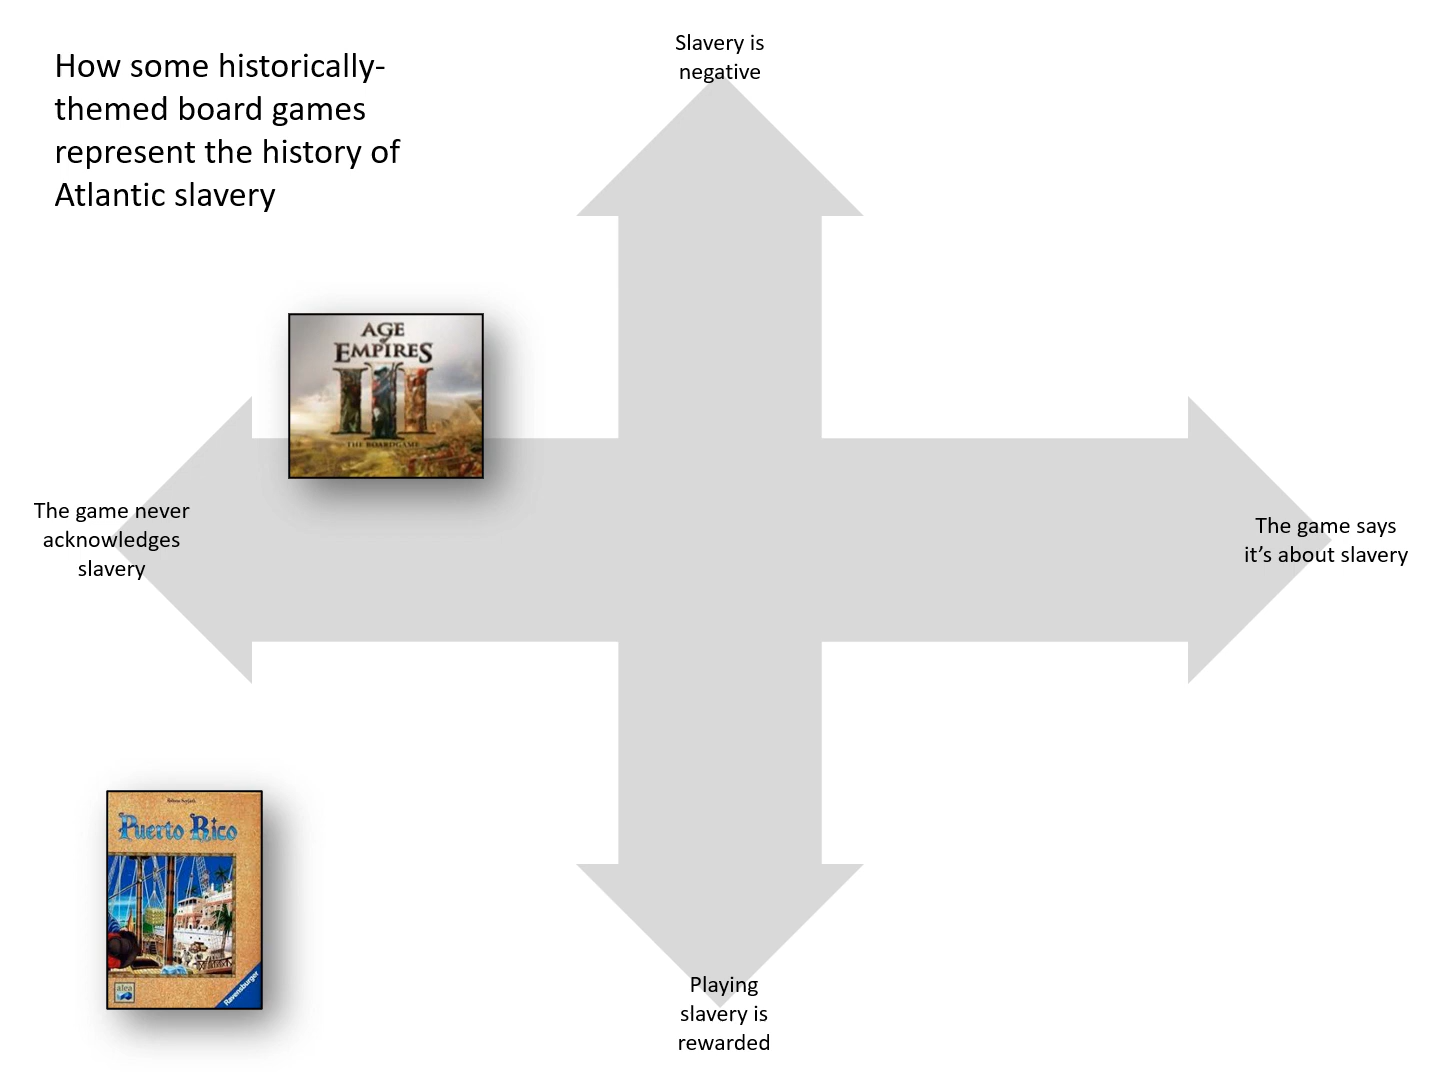 How some historically-
themed board games
represent the history of
Atlantic slavery
Slavery is
negative
AGE
of
EMPIRES
III
THE BOARDGAME
The game never
acknowledges
slavery
The game says
it’s about slavery
Puerto Rico
alea
Ravensburger
Playing
slavery is
rewarded